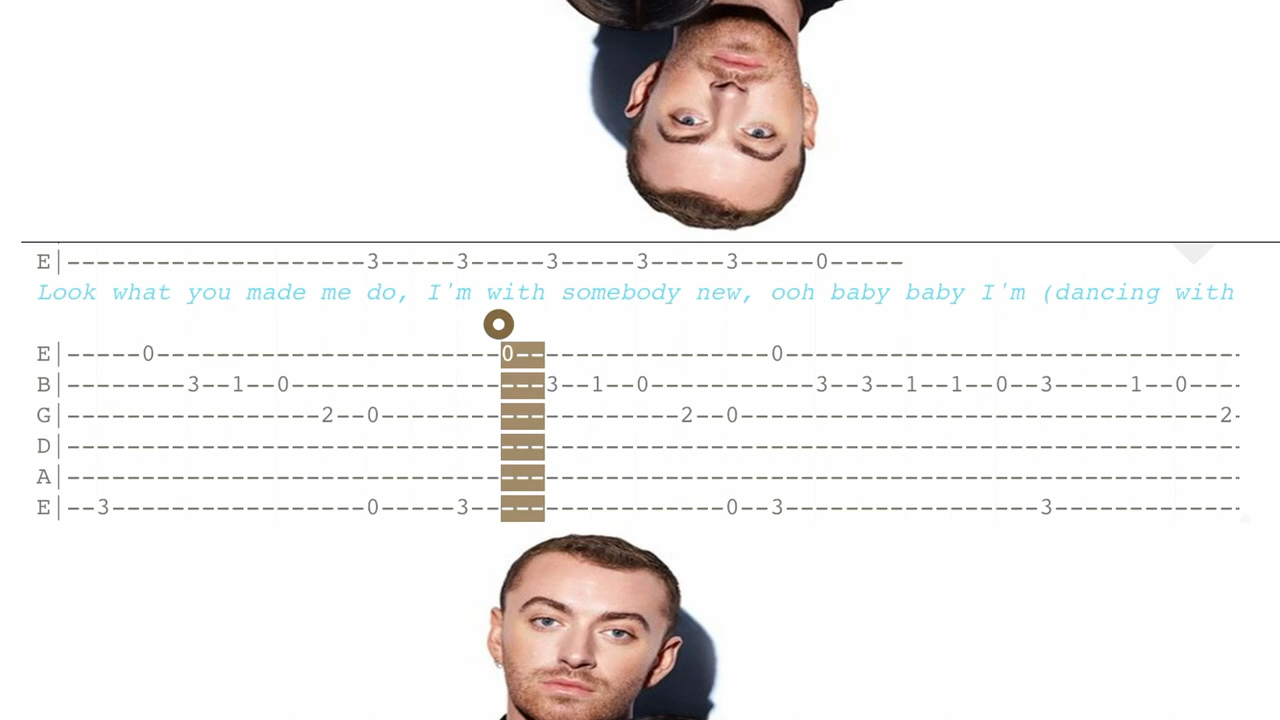 E|--------------------3-----3-----3-----3-----3-----0-----
Look what you made me do, I'm with somebody new, ooh baby baby I'm (dancing with
E|-----0-----------------------0-----------------0-------------------------------
B|--------3--1--0-----------------3--1--0-----------3--3--1--1--0--3-----1--0----
G|-----------------2--0--------------------2--0--------------------------------2-
D|-------------------------------------------------------------------------------
A|-------------------------------------------------------------------------------
E|--3-----------------0-----3-----------------0--3-----------------3-------------